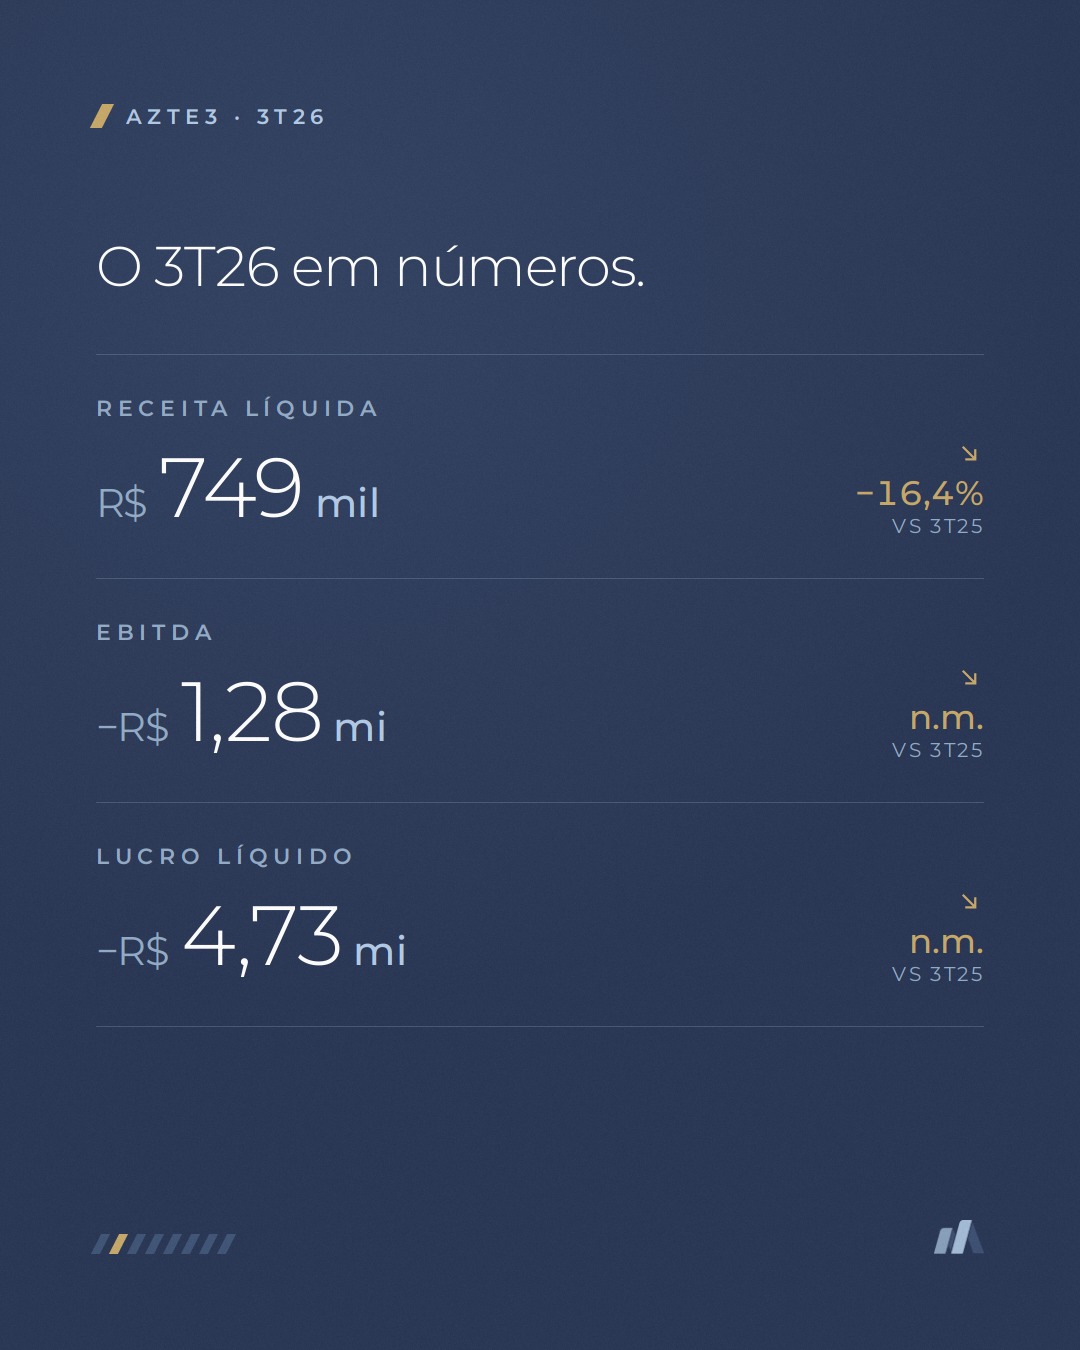 AZTE3 · 3T26
O 3T26 em números.
RECEITA LÍQUIDA
R$ 749 mil
−16,4%
VS 3T25
EBITDA
−R$ 1,28 mi
n.m.
VS 3T25
LUCRO LÍQUIDO
−R$ 4,73 mi
n.m.
VS 3T25